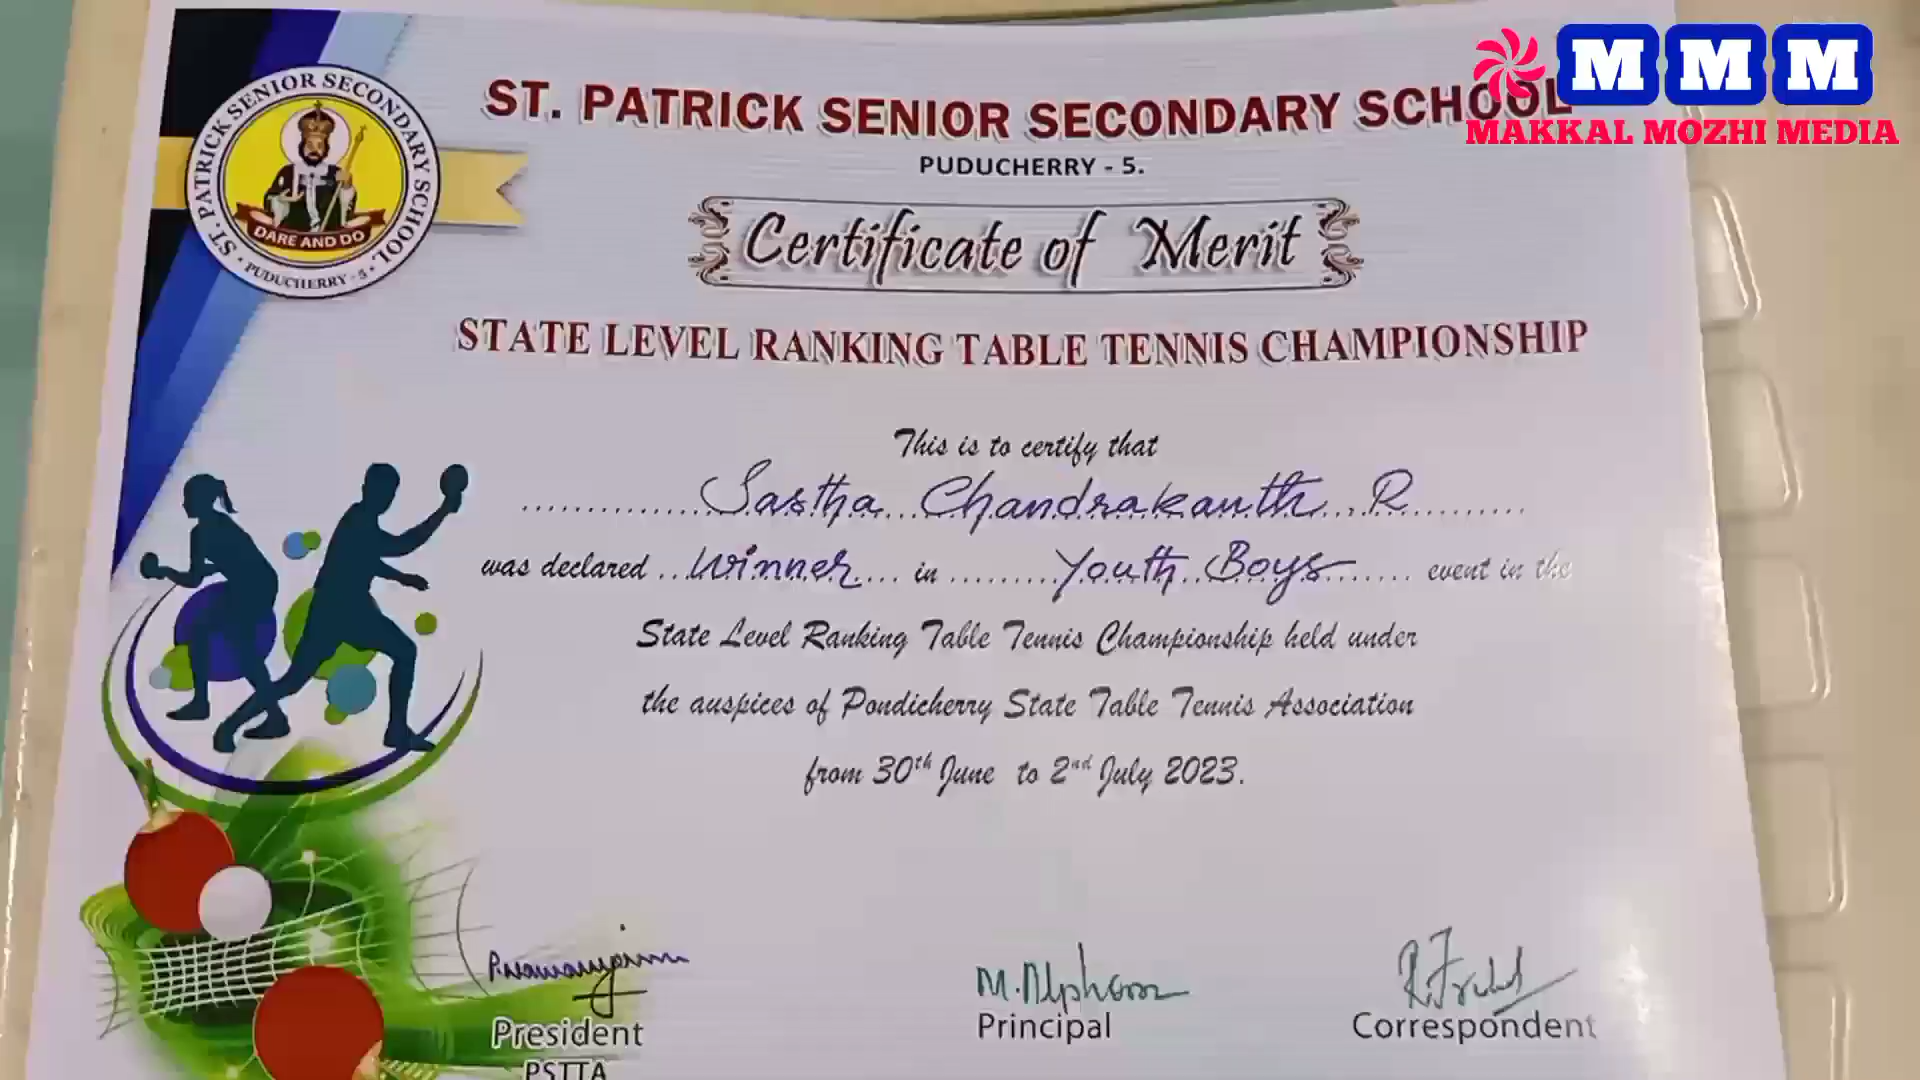 MMM
MAKKAL MOZHI MEDIA
ST. PATRICK SENIOR SECONDARY SCHOOL
PUDUCHERRY - 5.
ST. PATRICK SENIOR SECONDARY SCHOOL
• PUDUCHERRY - 5 •
DARE AND DO
Certificate of Merit
STATE LEVEL RANKING TABLE TENNIS CHAMPIONSHIP
This is to certify that
Sastha Chandrakanth R
was declared Winner in Youth Boys event in the
State Level Ranking Table Tennis Championship held under
the auspices of Pondicherry State Table Tennis Association
from 30th June to 2nd July 2023.
President
PSTTA
Principal
Correspondent